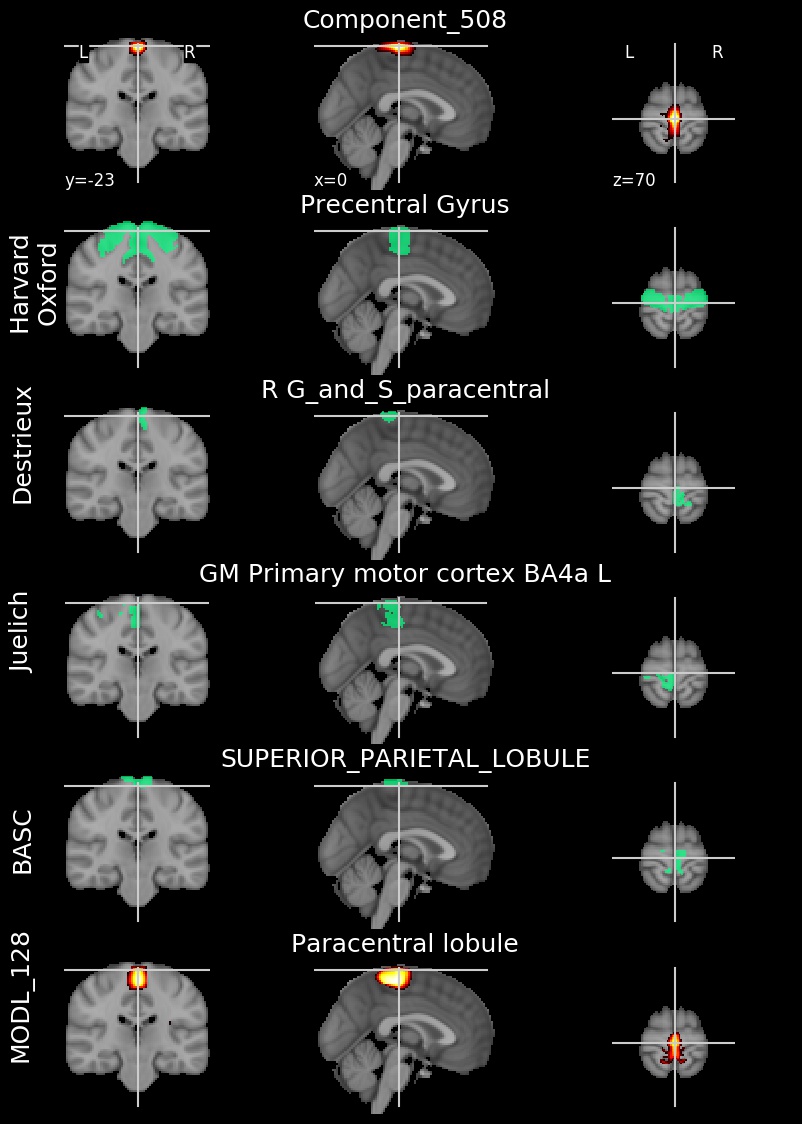 Component_508
L R
L R
y=-23
x=0
z=70
Precentral Gyrus
Harvard
Oxford
R G_and_S_paracentral
Destrieux
GM Primary motor cortex BA4a L
Juelich
SUPERIOR_PARIETAL_LOBULE
BASC
Paracentral lobule
MODL_128